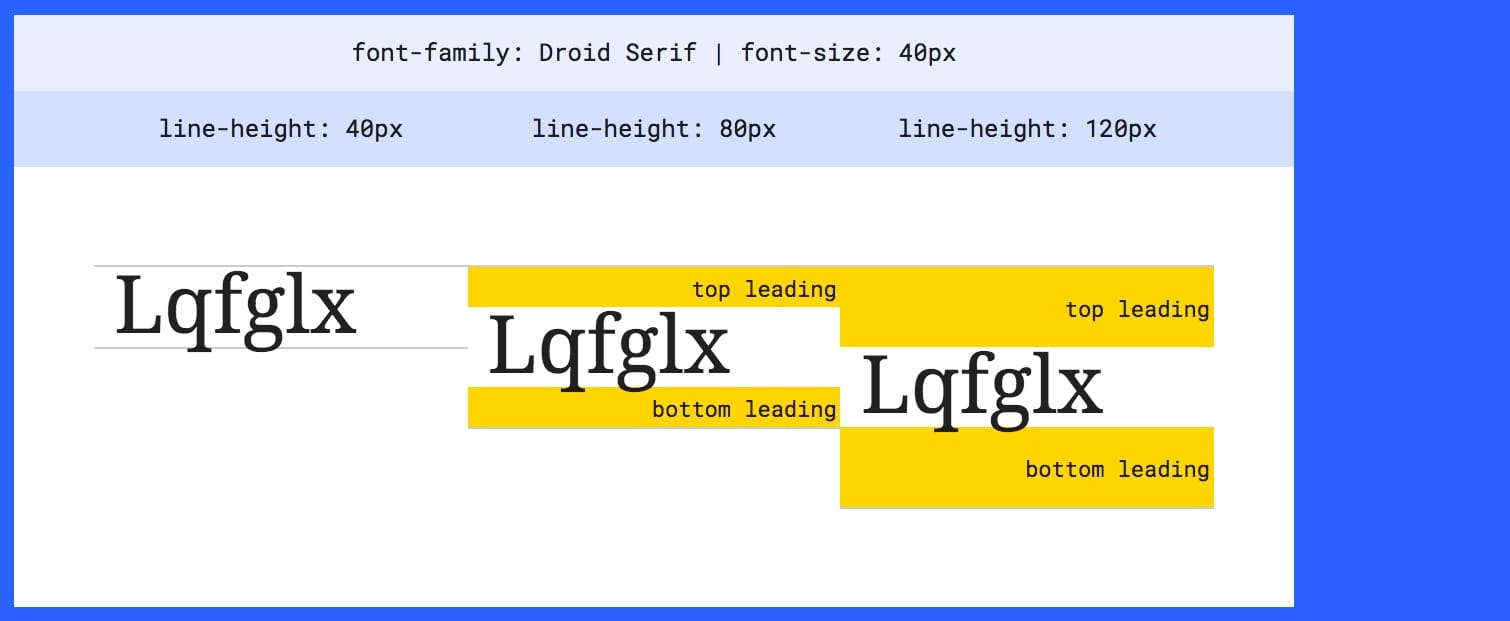 font-family: Droid Serif | font-size: 40px
line-height: 40px line-height: 80px line-height: 120px
Lqfglx
top leading
Lqfglx
bottom leading
top leading
Lqfglx
bottom leading